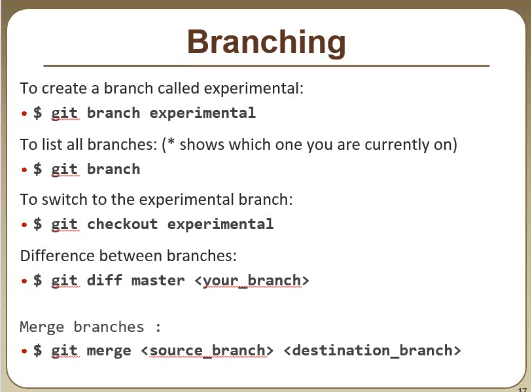 Branching
To create a branch called experimental:
• $ git branch experimental
To list all branches: (* shows which one you are currently on)
• $ git branch
To switch to the experimental branch:
• $ git checkout experimental
Difference between branches:
• $ git diff master <your_branch>
Merge branches :
• $ git merge <source_branch> <destination_branch>
17